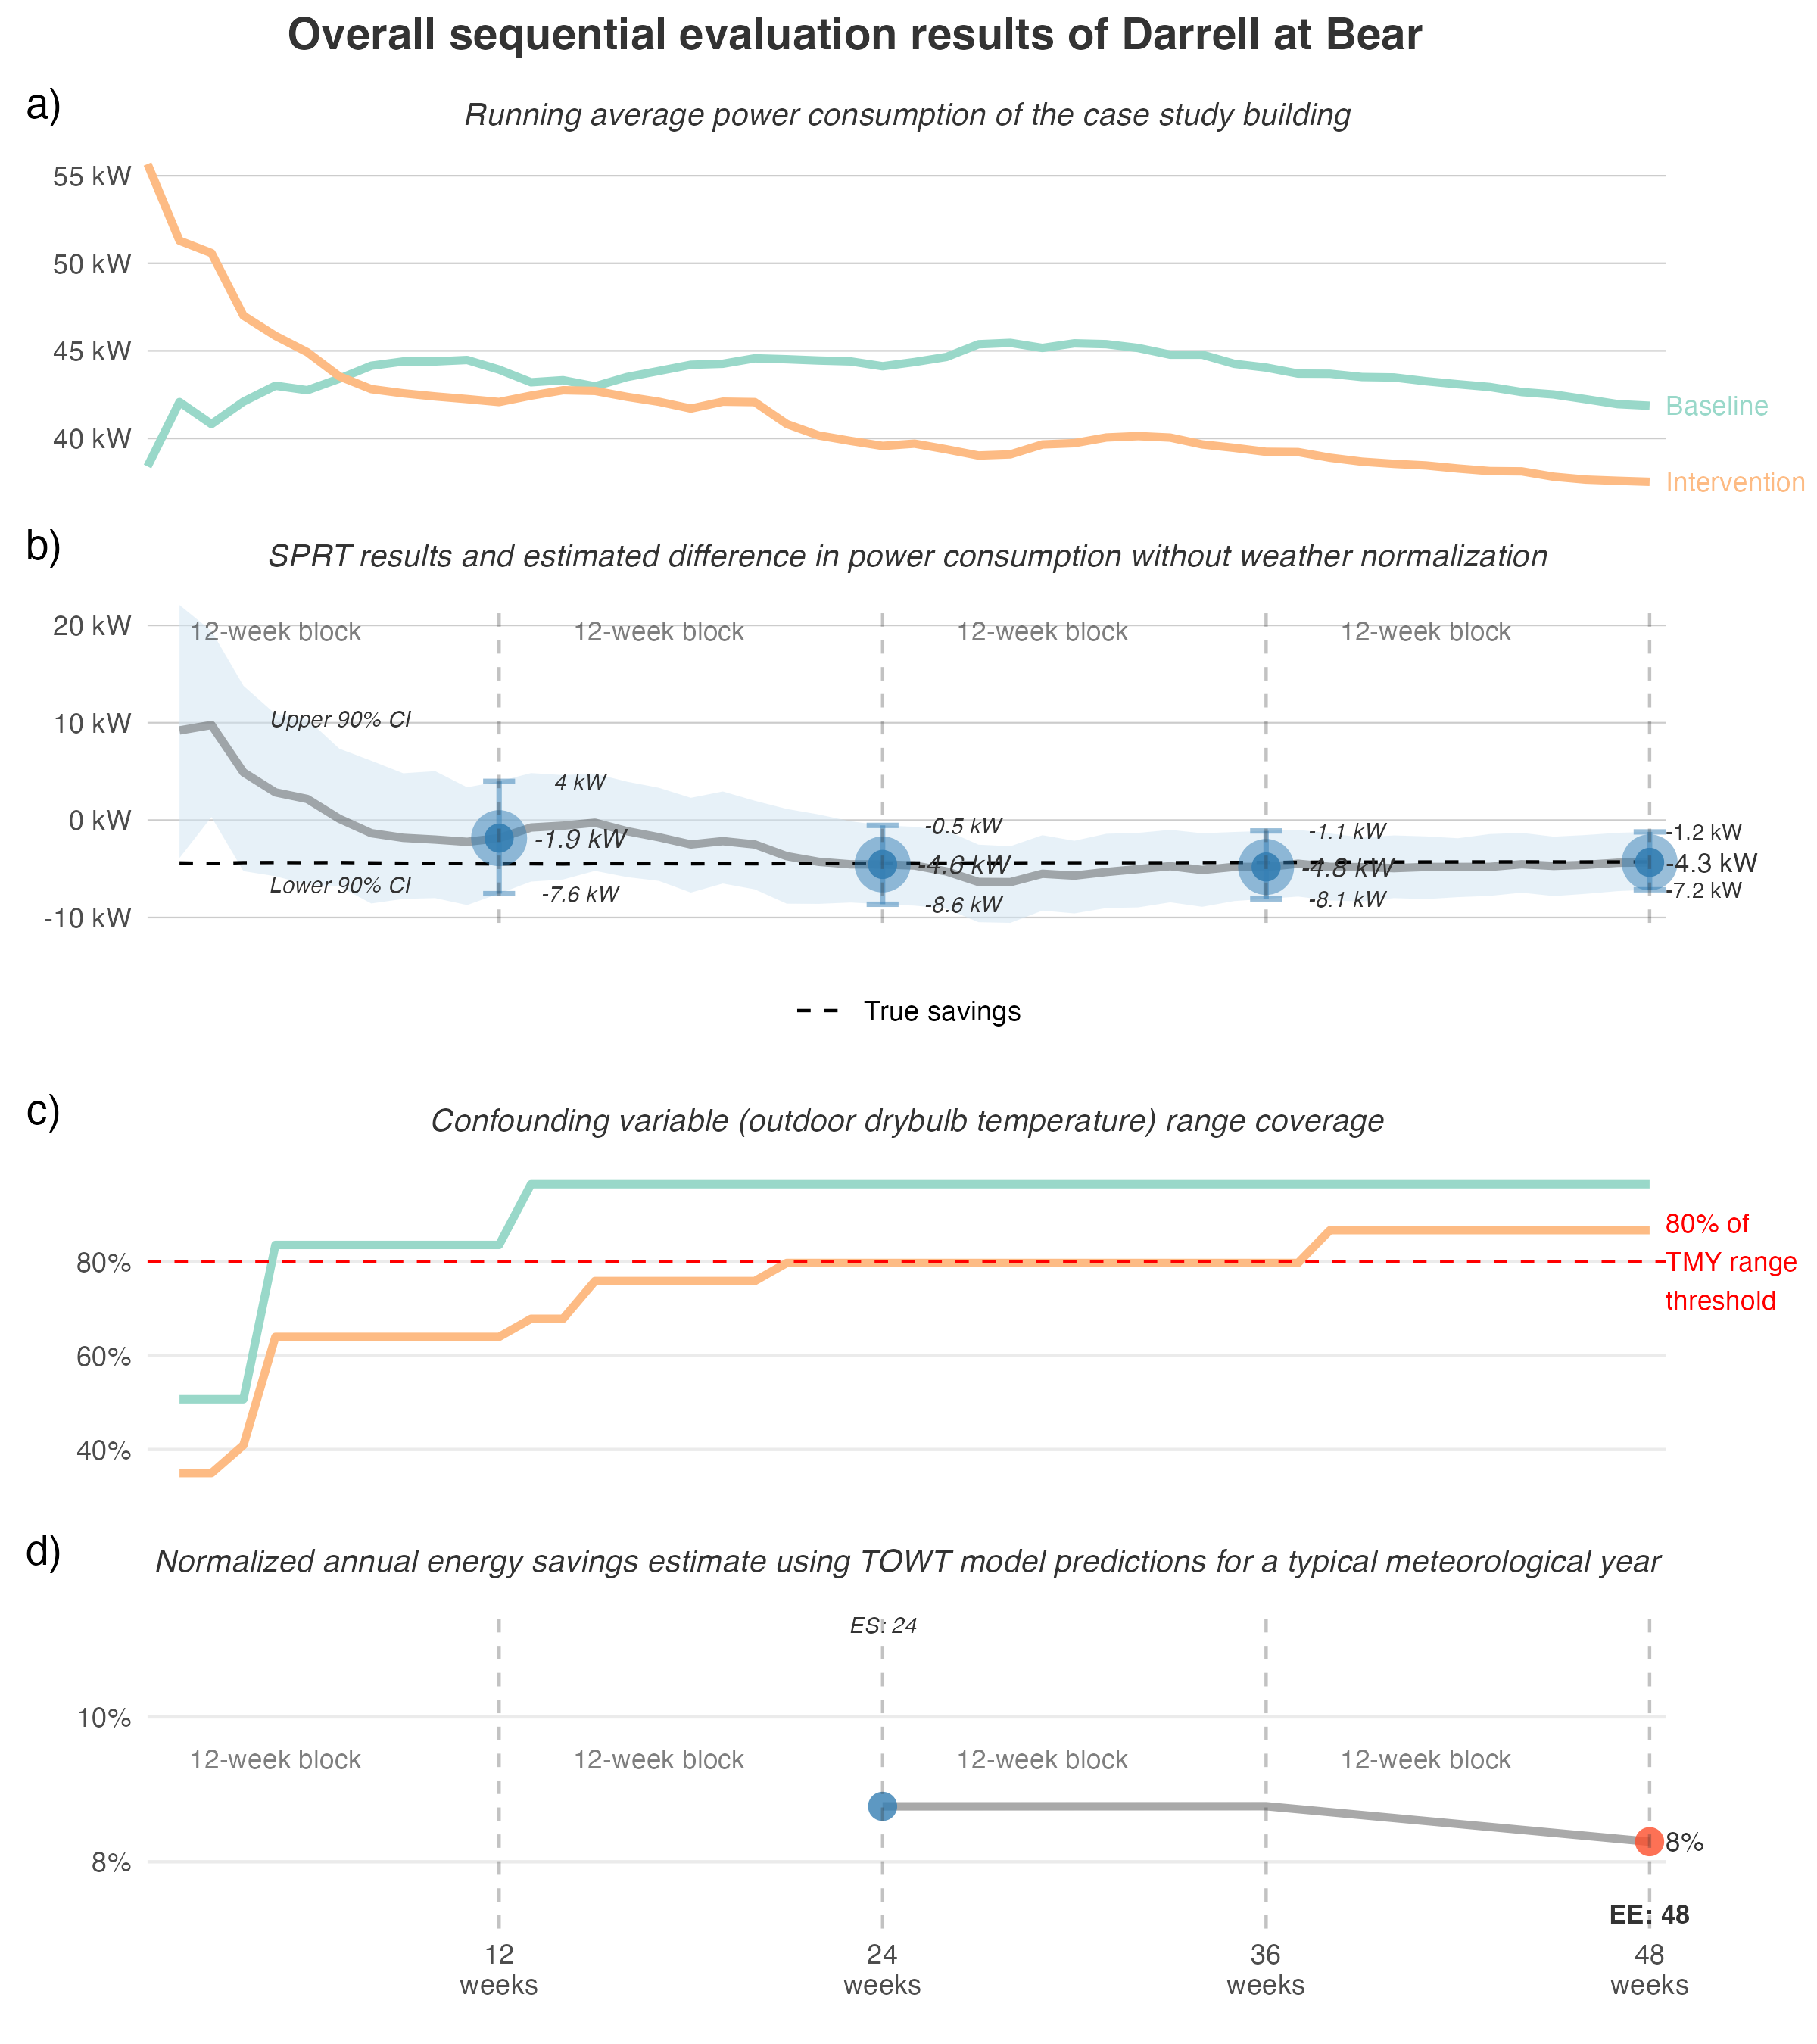 Overall sequential evaluation results of Darrell at Bear
a)
Running average power consumption of the case study building
55 kW
50 kW
45 kW
40 kW
Baseline
Intervention
b)
SPRT results and estimated difference in power consumption without weather normalization
20 kW
10 kW
0 kW
-10 kW
12-week block
12-week block
12-week block
12-week block
Upper 90% CI
Lower 90% CI
4 kW
-1.9 kW
-7.6 kW
-0.5 kW
-4.6 kW
-8.6 kW
-1.1 kW
-4.8 kW
-8.1 kW
-1.2 kW
-4.3 kW
-7.2 kW
True savings
c)
Confounding variable (outdoor drybulb temperature) range coverage
80%
60%
40%
80% of
TMY range
threshold
d)
Normalized annual energy savings estimate using TOWT model predictions for a typical meteorological year
ES: 24
10%
8%
12-week block
12-week block
12-week block
12-week block
8%
EE: 48
12
weeks
24
weeks
36
weeks
48
weeks